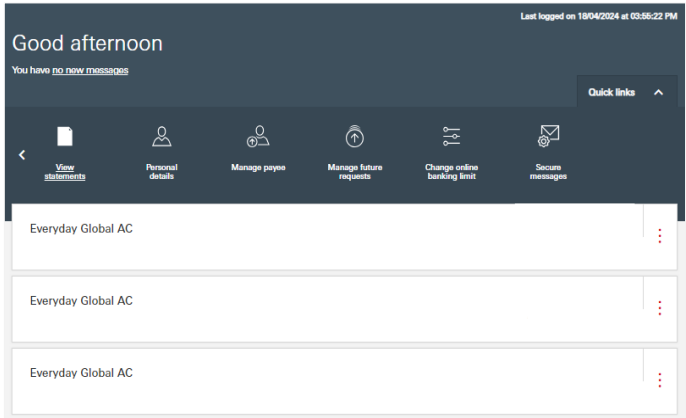 Last logged on 18/04/2024 at 03:55:22 PM
Good afternoon
You have no new messages
Quick links
View
statements
Personal
details
Manage payee
Manage future
requests
Change online
banking limit
Secure
messages
Everyday Global AC
Everyday Global AC
Everyday Global AC